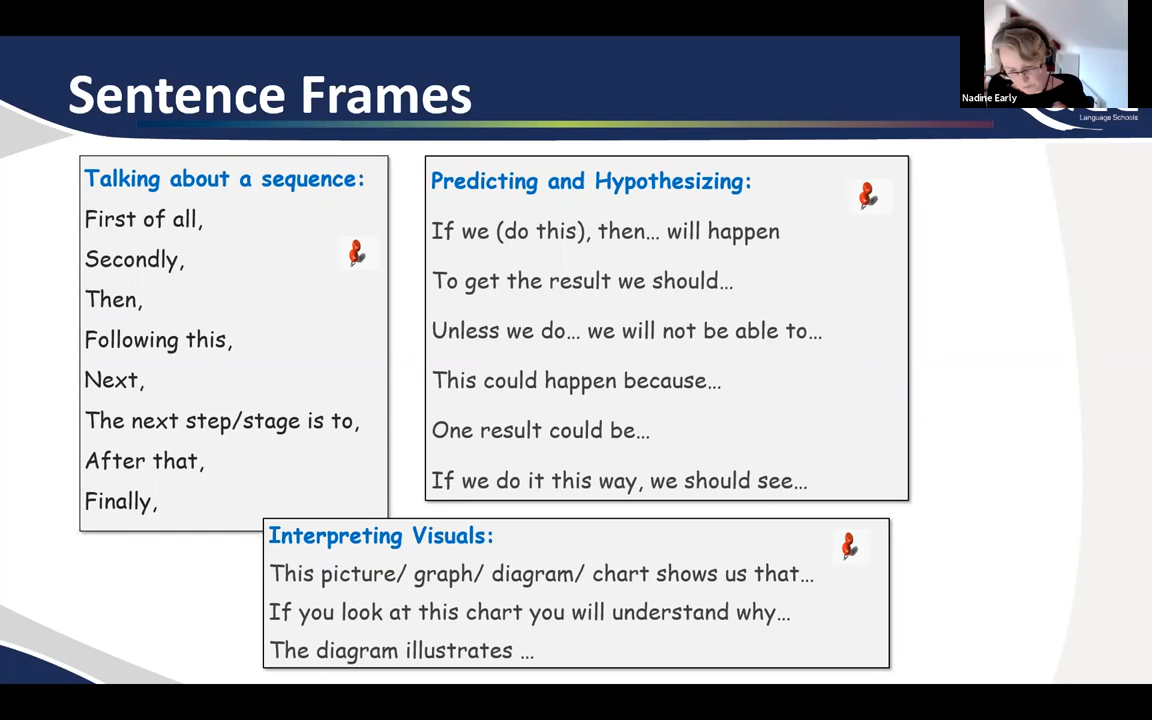 Sentence Frames
Nadine Early
Language Schools
Talking about a sequence:
First of all,
Secondly,
Then,
Following this,
Next,
The next step/stage is to,
After that,
Finally,
Predicting and Hypothesizing:
If we (do this), then… will happen
To get the result we should…
Unless we do… we will not be able to…
This could happen because…
One result could be…
If we do it this way, we should see…
Interpreting Visuals:
This picture/ graph/ diagram/ chart shows us that…
If you look at this chart you will understand why…
The diagram illustrates …